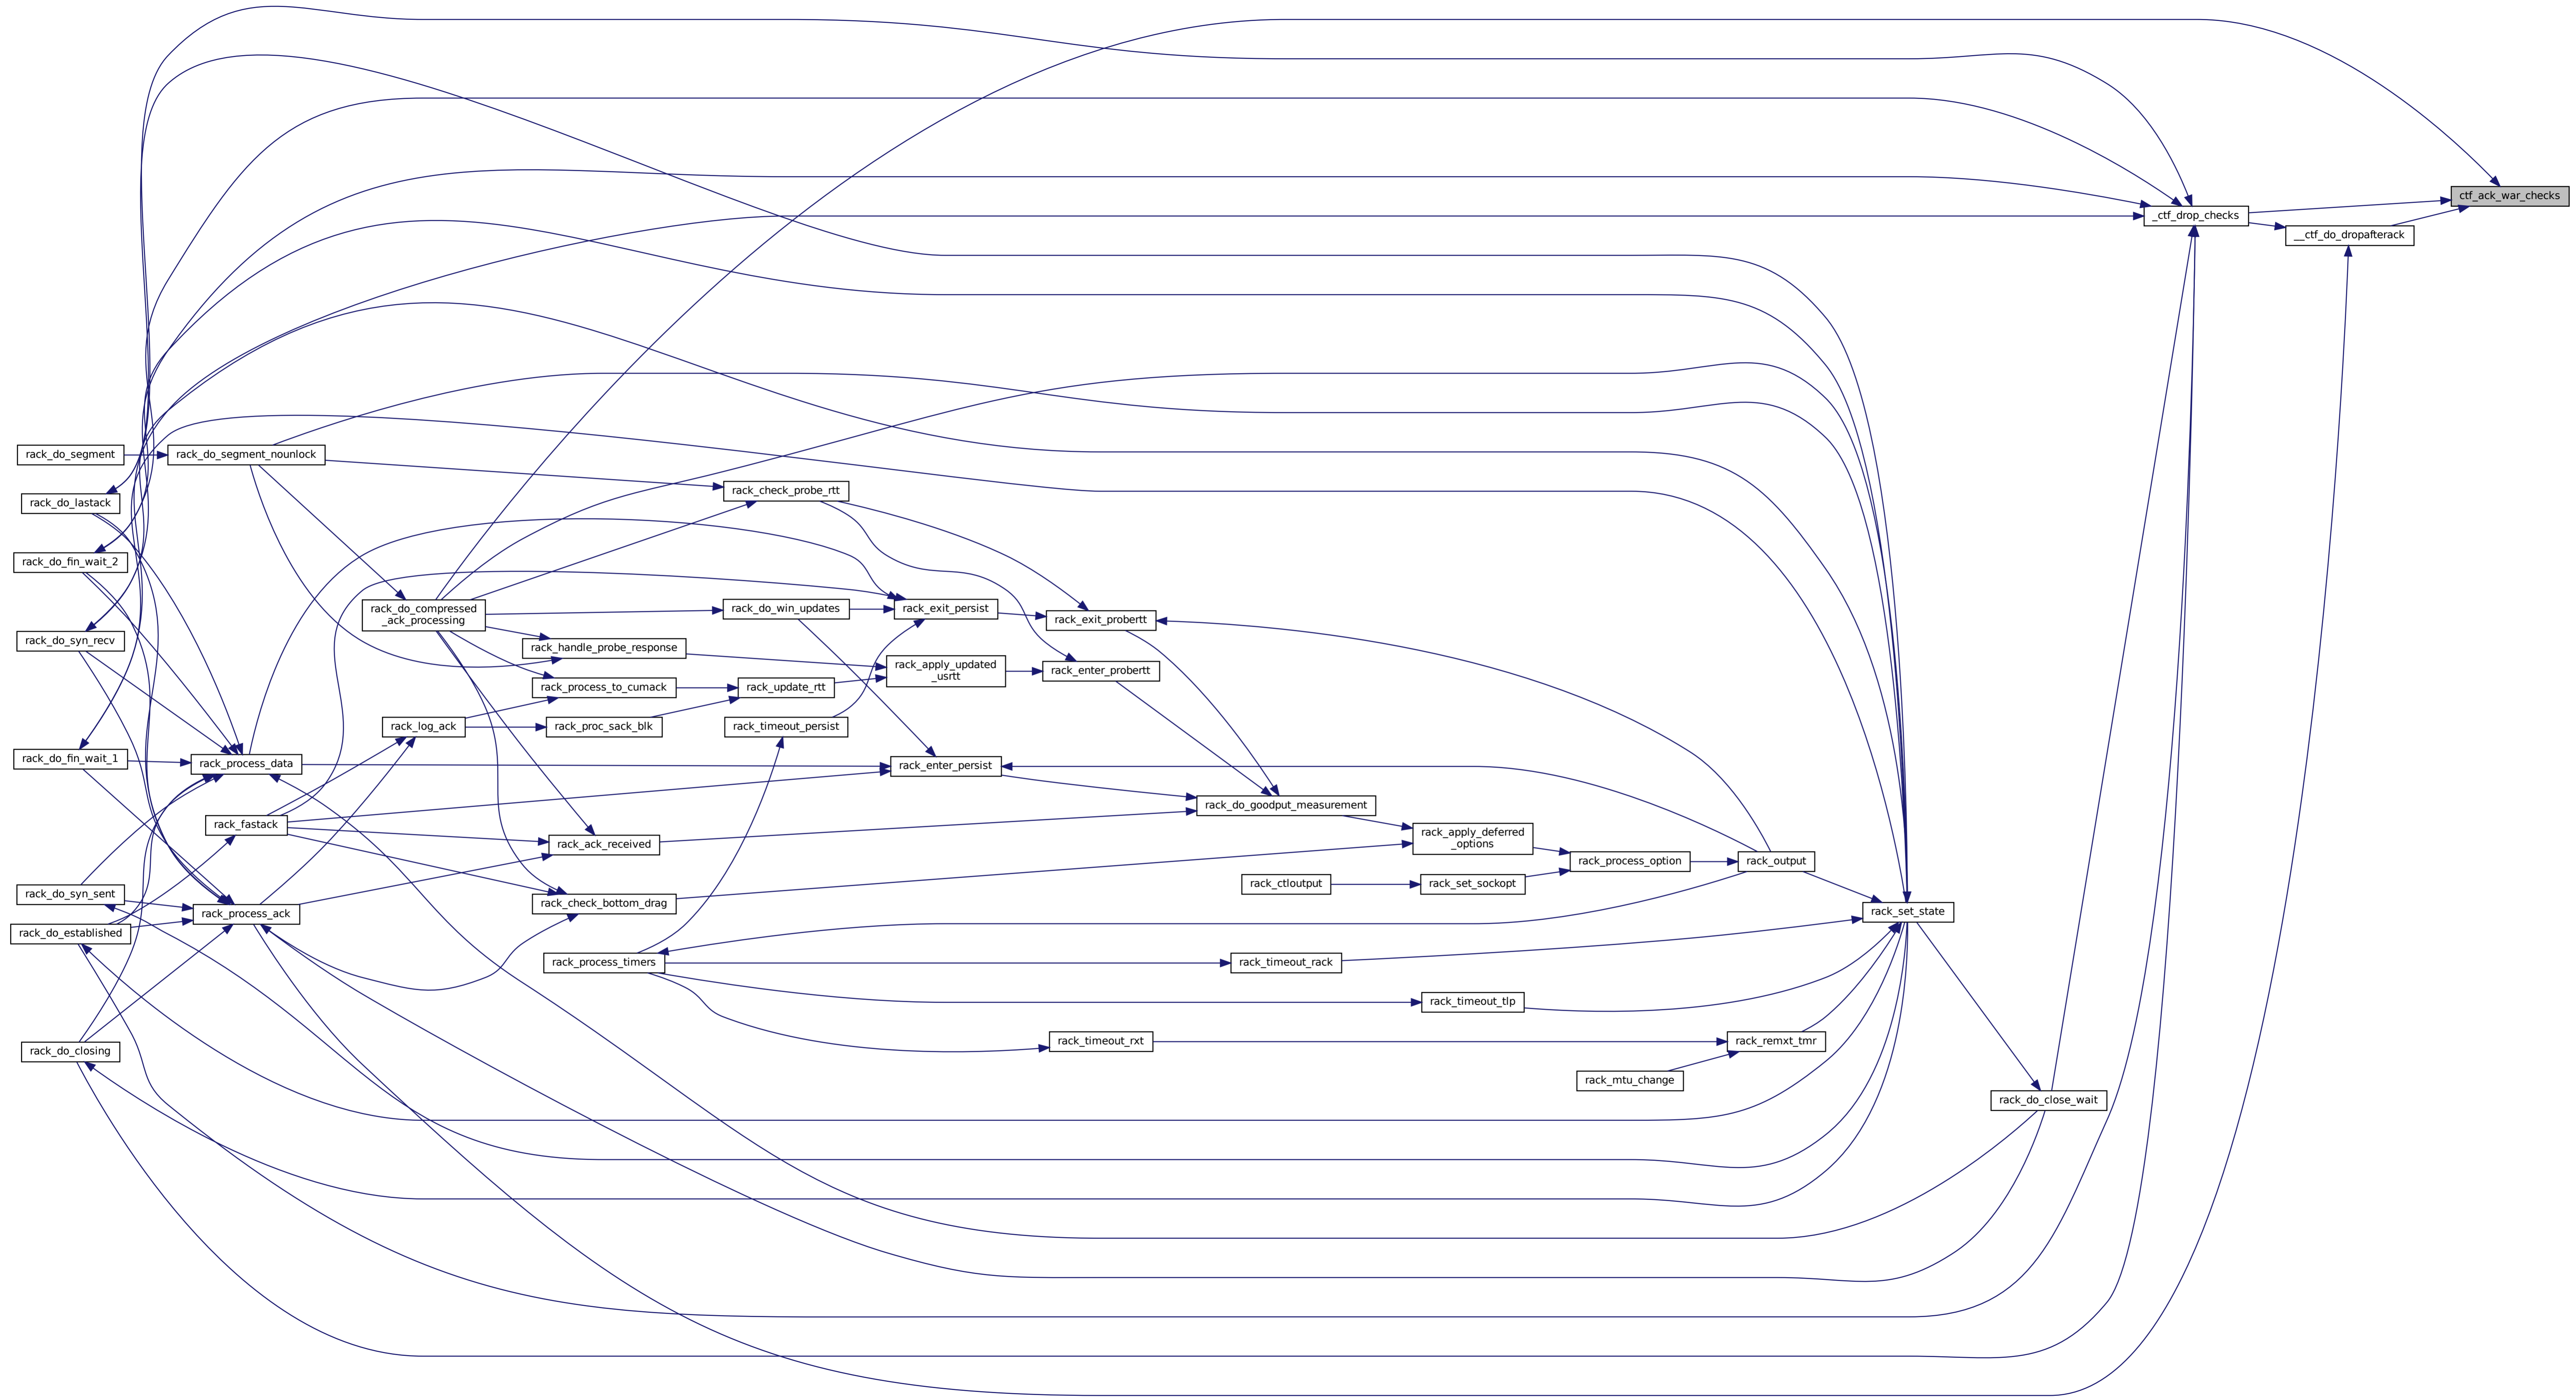 ctf_ack_war_checks
_ctf_drop_checks
__ctf_do_dropafterack
rack_do_segment
rack_do_segment_nounlock
rack_check_probe_rtt
rack_do_lastack
rack_do_fin_wait_2
rack_do_compressed
_ack_processing
rack_do_win_updates
rack_exit_persist
rack_exit_probertt
rack_do_syn_recv
rack_handle_probe_response
rack_apply_updated
_usrtt
rack_enter_probertt
rack_process_to_cumack
rack_update_rtt
rack_log_ack
rack_proc_sack_blk
rack_timeout_persist
rack_do_fin_wait_1
rack_process_data
rack_enter_persist
rack_do_goodput_measurement
rack_fastack
rack_ack_received
rack_apply_deferred
_options
rack_process_option
rack_output
rack_do_syn_sent
rack_ctloutput
rack_set_sockopt
rack_check_bottom_drag
rack_process_ack
rack_set_state
rack_do_established
rack_process_timers
rack_timeout_rack
rack_timeout_tlp
rack_do_closing
rack_timeout_rxt
rack_remxt_tmr
rack_mtu_change
rack_do_close_wait